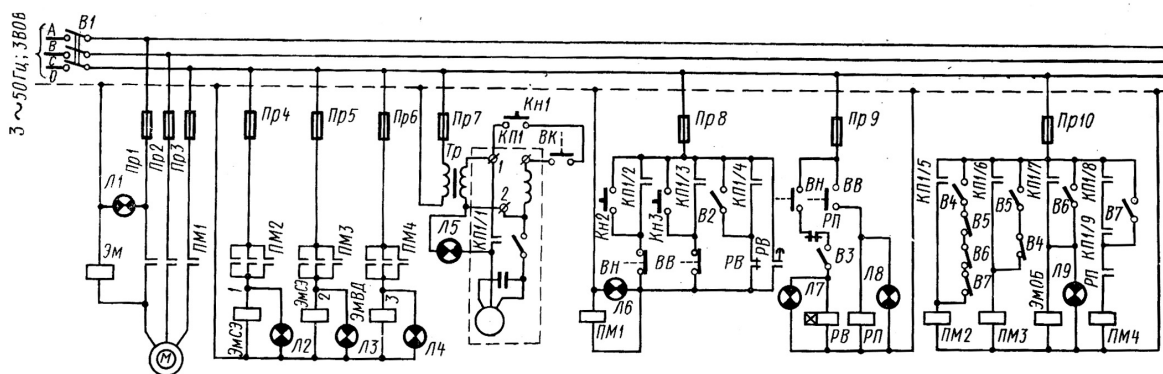 3 ~ 50Гц; 380В
А
В
С
0
В1
Л1
Эм
Пр1
Пр2
Пр3
ПМ1
М
Пр4
Пр5
Пр6
Пр7
ПМ2
ПМ3
ПМ4
1
2
3
ЭмСЭ
ЭмСЭ
ЭмВД
Л2
Л3
Л4
Тр
Л5
КП1
Кн1
ВК
1
2
КП1/1
Пр8
Кн2
КП1/2
Кн3
КП1/3
В2
КП1/4
РВ
РВ
ВН
ВВ
Л6
ПМ1
Пр9
ВН
ВВ
РП
В3
Л7
Л8
РВ
РП
Пр10
КП1/5
В4
В5
В6
В7
КП1/6
В5
В4
КП1/7
В6
КП1/8
В7
КП1/9
РП
ЭмОБ
Л9
ПМ2
ПМ3
ПМ4